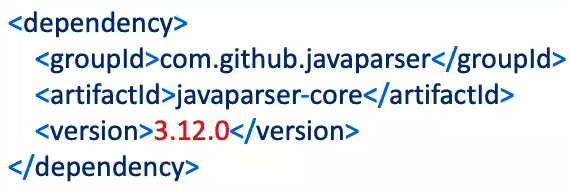 <dependency>
<groupId>com.github.javaparser</groupId>
<artifactId>javaparser-core</artifactId>
<version>3.12.0</version>
</dependency>